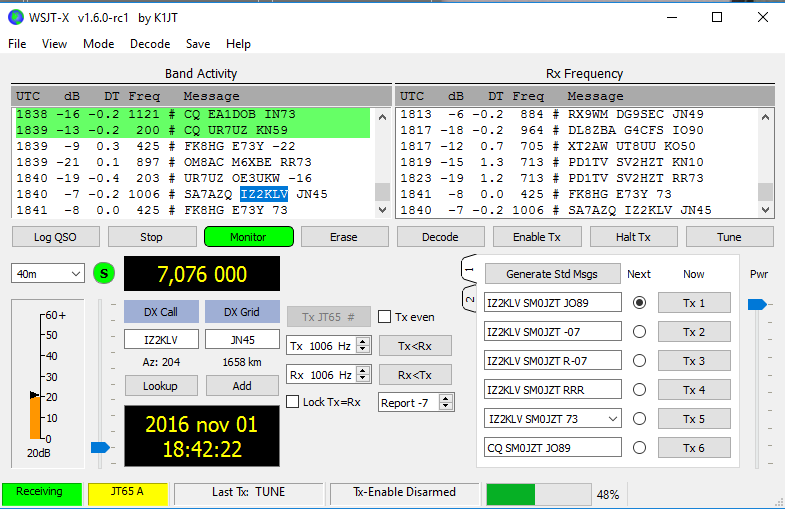 WSJT-X v1.6.0-rc1 by K1JT
File View Mode Decode Save Help
Band Activity
UTC dB DT Freq Message
1838 -16 -0.2 1121 # CQ EA1DOB IN73
1839 -13 -0.2 200 # CQ UR7UZ KN59
1839 -9 0.3 425 # FK8HG E73Y -22
1839 -21 0.1 897 # OM8AC M6XBE RR73
1840 -19 -0.4 203 # UR7UZ OE3UKW -16
1840 -7 -0.2 1006 # SA7AZQ IZ2KLV JN45
1841 -8 0.0 425 # FK8HG E73Y 73
Rx Frequency
UTC dB DT Freq Message
1813 -6 -0.2 884 # RX9WM DG9SEC JN49
1817 -18 -0.2 964 # DL8ZBA G4CFS IO90
1817 -12 0.7 705 # XT2AW UT8UU KO50
1819 -15 1.3 713 # PD1TV SV2HZT KN10
1823 -19 1.2 713 # PD1TV SV2HZT RR73
1841 -8 0.0 425 # FK8HG E73Y 73
1840 -7 -0.2 1006 # SA7AZQ IZ2KLV JN45
Log QSO Stop Monitor Erase Decode Enable Tx Halt Tx Tune
40m S 7,076 000
60+
50
40
30
20
10
0
20dB
DX Call DX Grid
IZ2KLV JN45
Az: 204 1658 km
Lookup Add
2016 nov 01
18:42:22
Tx JT65 # Tx even
Tx 1006 Hz Tx<Rx
Rx 1006 Hz Rx<Tx
Lock Tx=Rx Report -7
1
2
Generate Std Msgs Next Now Pwr
IZ2KLV SM0JZT JO89 Tx 1
IZ2KLV SM0JZT -07 Tx 2
IZ2KLV SM0JZT R-07 Tx 3
IZ2KLV SM0JZT RRR Tx 4
IZ2KLV SM0JZT 73 Tx 5
CQ SM0JZT JO89 Tx 6
Receiving JT65 A Last Tx: TUNE Tx-Enable Disarmed 48%